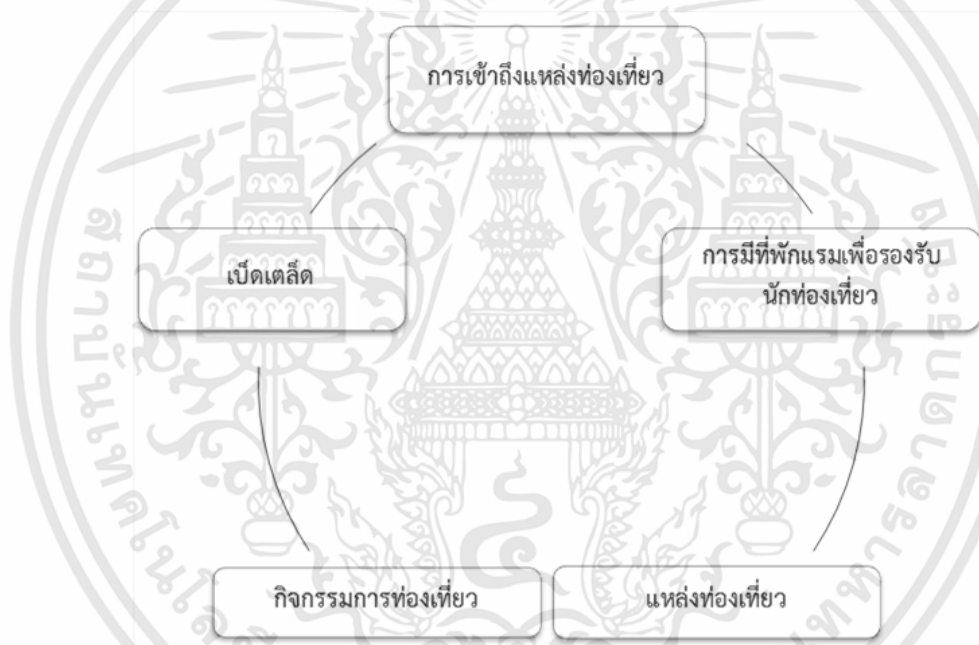 การเข้าถึงแหล่งท่องเที่ยว
เบ็ดเตล็ด
การมีที่พักแรมเพื่อรองรับ
นักท่องเที่ยว
กิจกรรมการท่องเที่ยว
แหล่งท่องเที่ยว